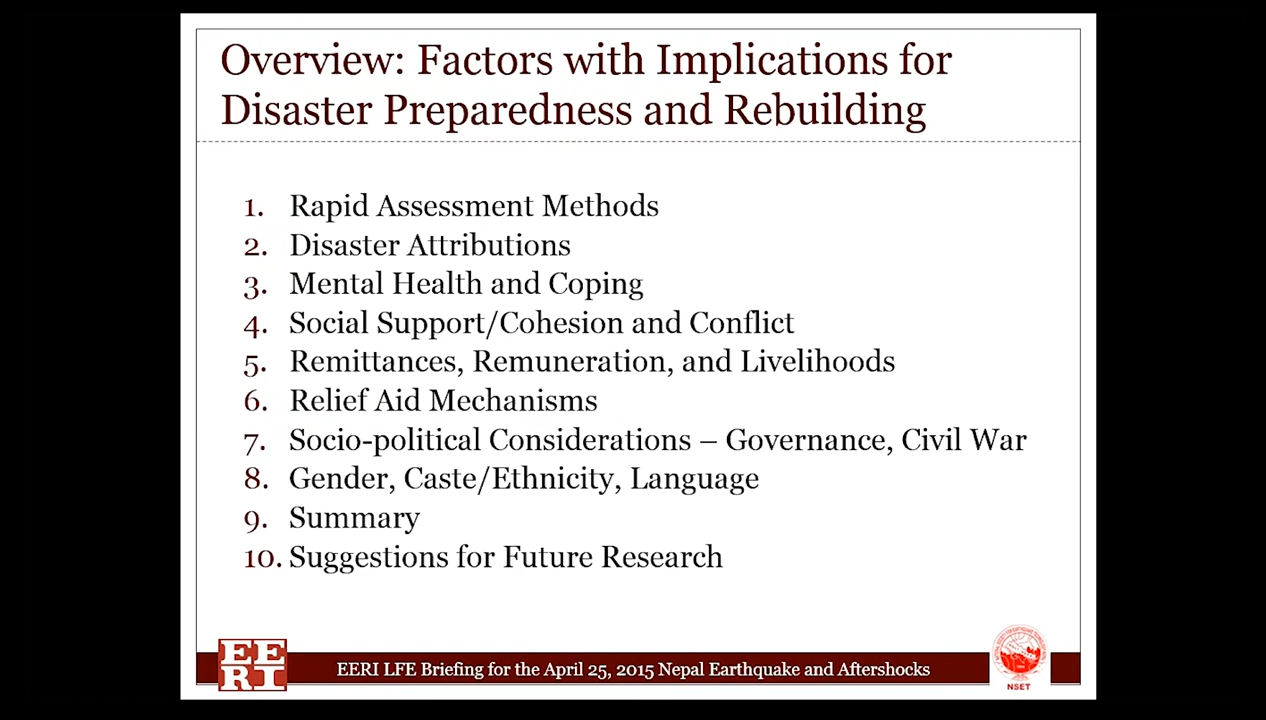 Overview: Factors with Implications for
Disaster Preparedness and Rebuilding
1. Rapid Assessment Methods
2. Disaster Attributions
3. Mental Health and Coping
4. Social Support/Cohesion and Conflict
5. Remittances, Remuneration, and Livelihoods
6. Relief Aid Mechanisms
7. Socio-political Considerations – Governance, Civil War
8. Gender, Caste/Ethnicity, Language
9. Summary
10. Suggestions for Future Research
EE
RI
EERI LFE Briefing for the April 25, 2015 Nepal Earthquake and Aftershocks
NSET